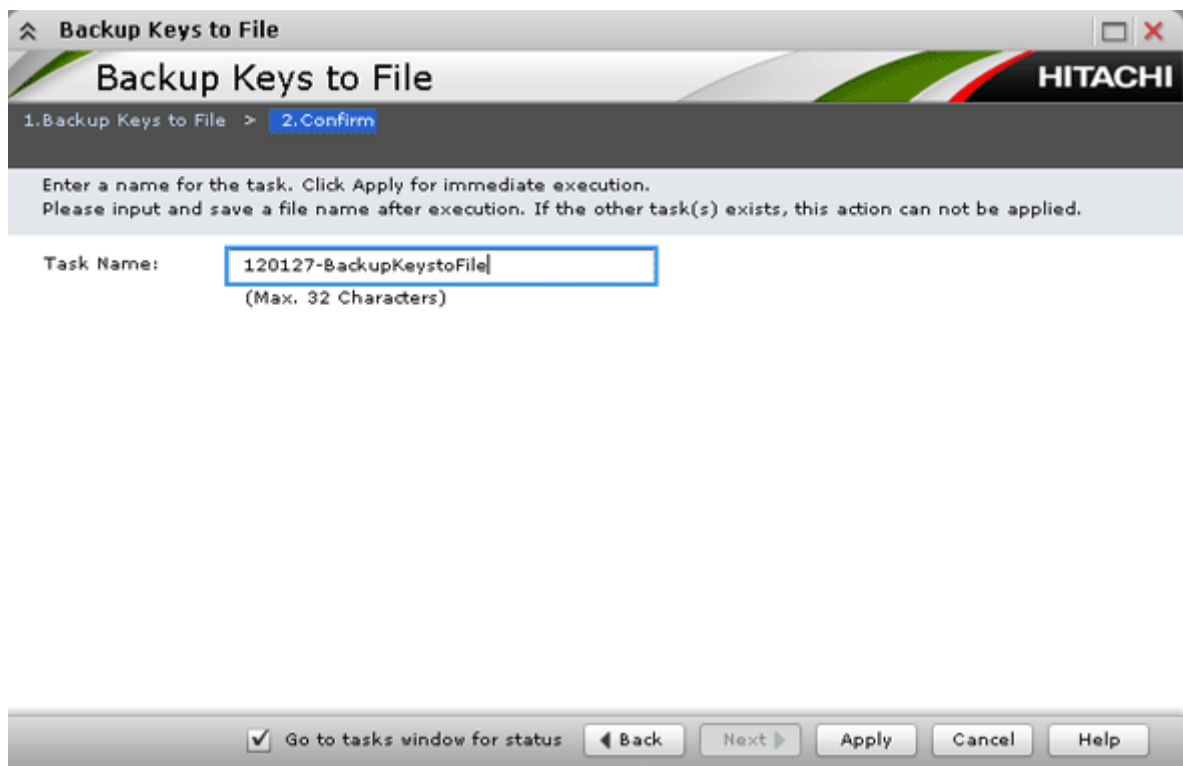 Backup Keys to File
Backup Keys to File
HITACHI
1.Backup Keys to File > 2.Confirm
Enter a name for the task. Click Apply for immediate execution.
Please input and save a file name after execution. If the other task(s) exists, this action can not be applied.
Task Name: 120127-BackupKeystoFile
(Max. 32 Characters)
Go to tasks window for status Back Next Apply Cancel Help